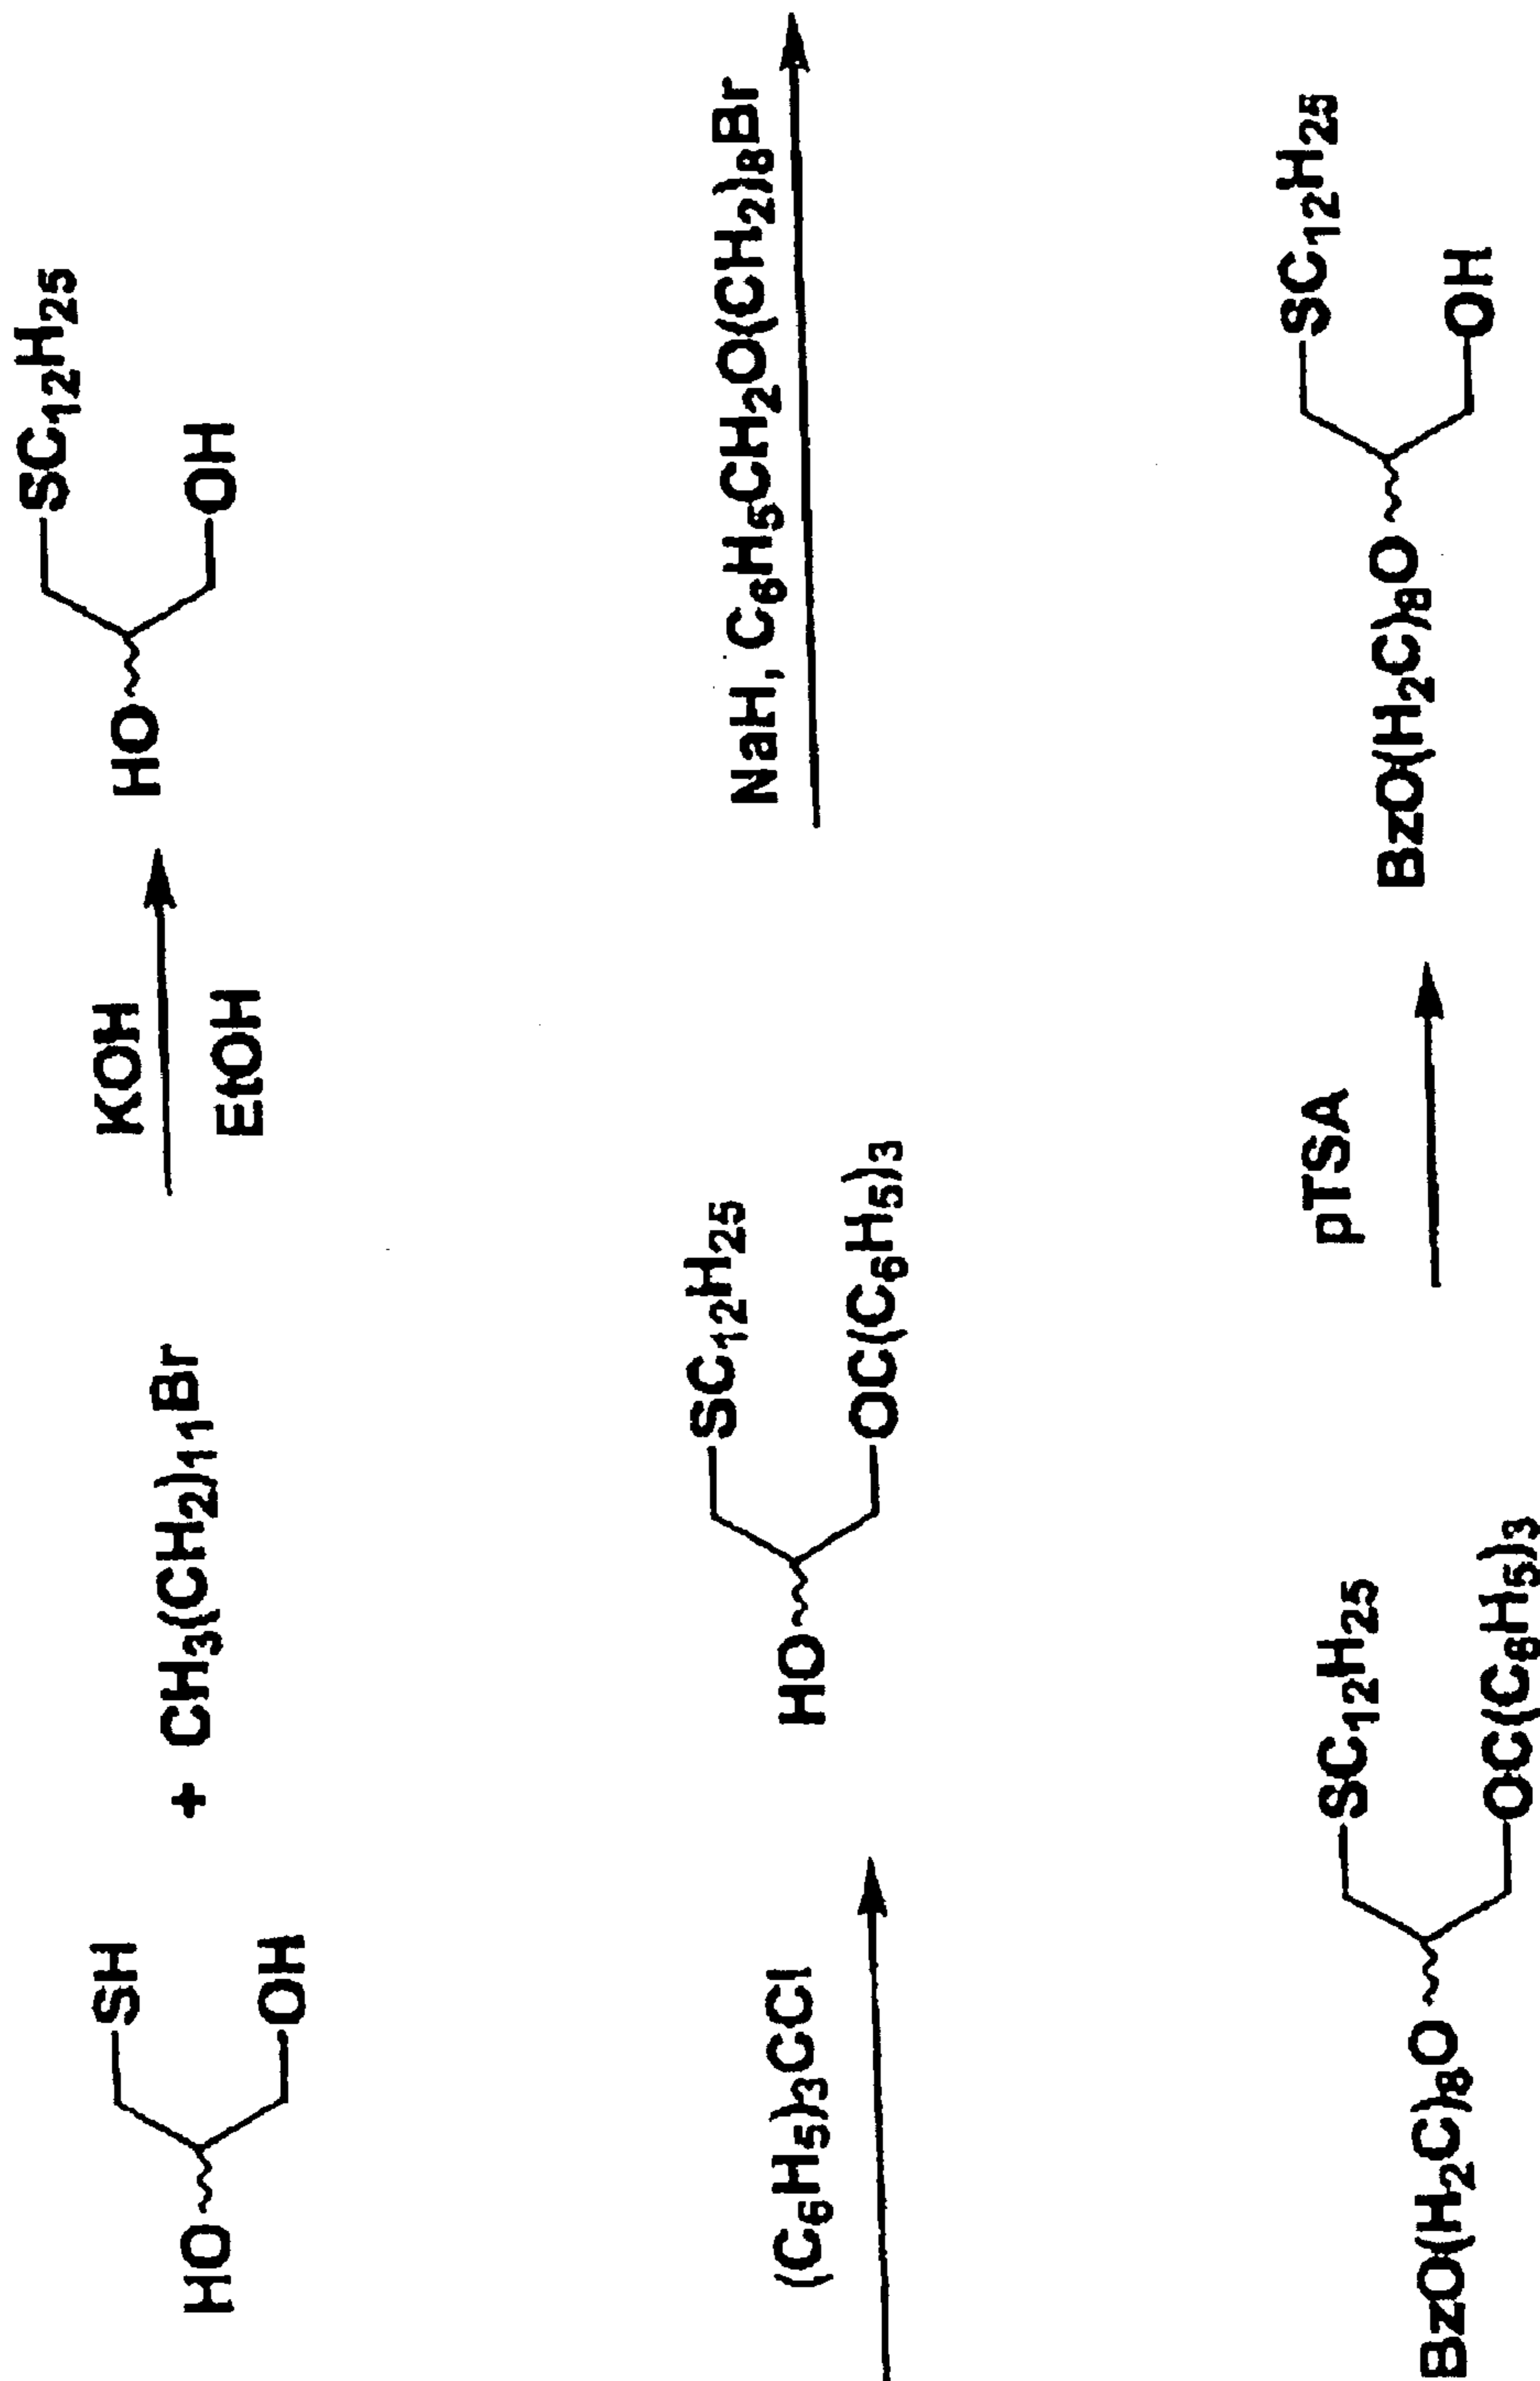 SH
HO
OH
+ CH₃(CH₂)₁₁Br
KOH
EtOH
SC₁₂H₂₅
HO
OH
(C₆H₅)₃CCl
SC₁₂H₂₅
HO
OC(C₆H₅)₃
NaH, C₆H₅CH₂O(CH₂)₈Br
SC₁₂H₂₅
BzO(H₂C)₈O
OC(C₆H₅)₃
pTSA
SC₁₂H₂₅
BzO(H₂C)₈O
OH